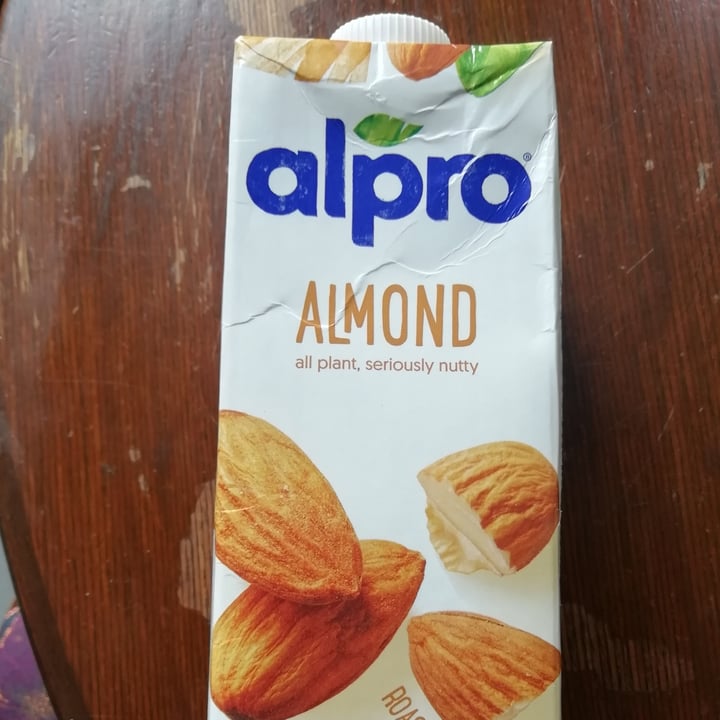 alpro®
ALMOND
all plant, seriously nutty